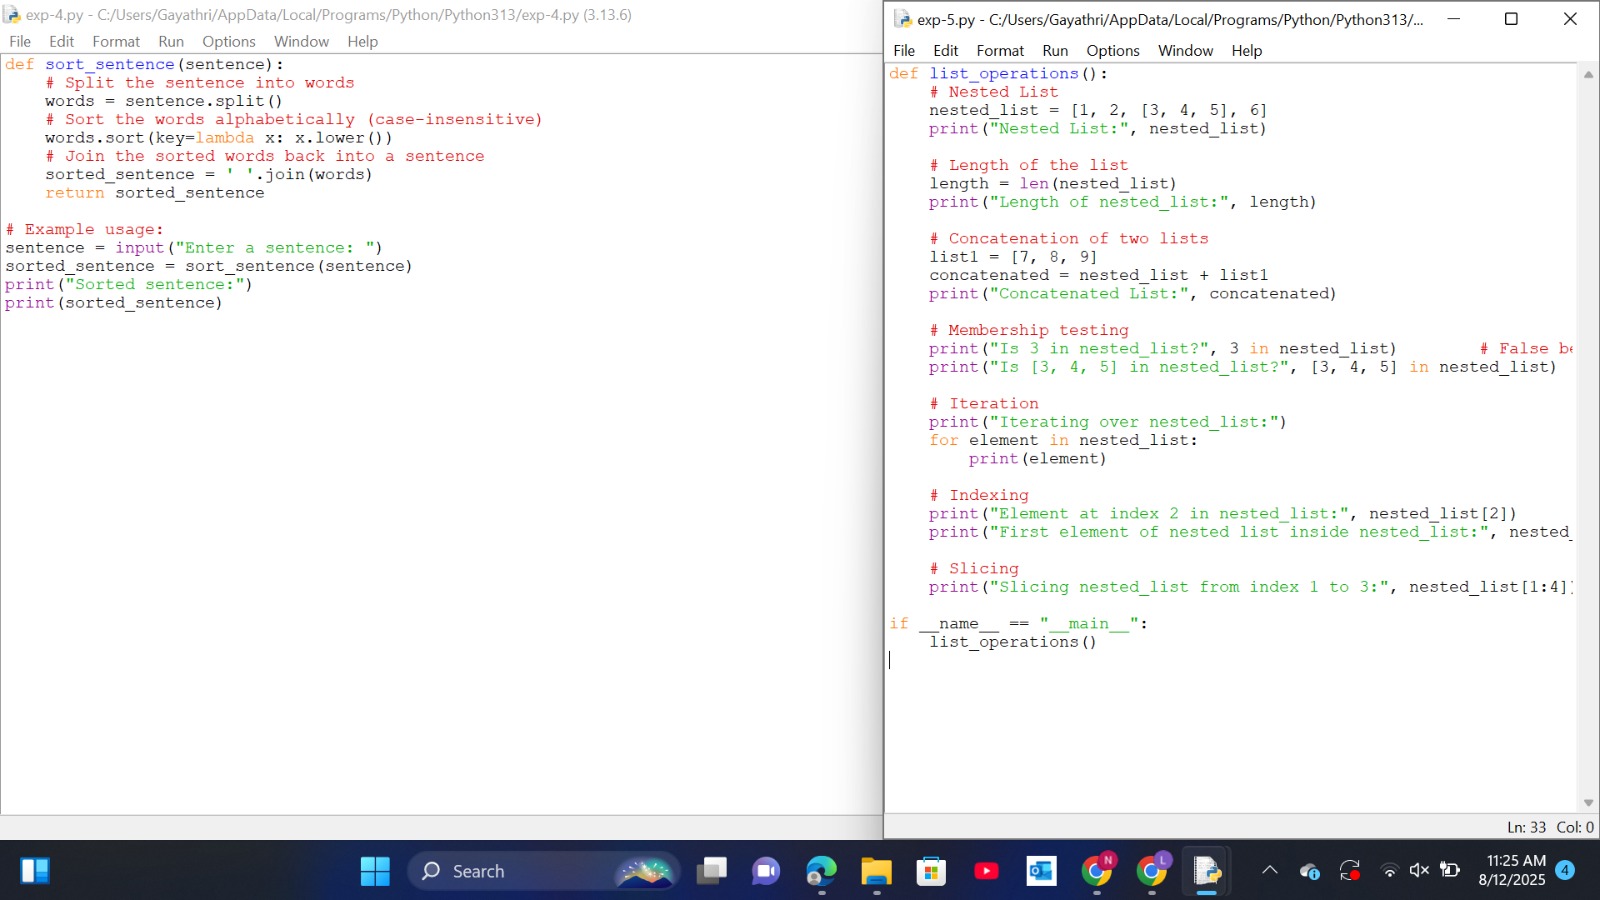 exp-4.py - C:/Users/Gayathri/AppData/Local/Programs/Python/Python313/exp-4.py (3.13.6)
File Edit Format Run Options Window Help
def sort_sentence(sentence):
    # Split the sentence into words
    words = sentence.split()
    # Sort the words alphabetically (case-insensitive)
    words.sort(key=lambda x: x.lower())
    # Join the sorted words back into a sentence
    sorted_sentence = ' '.join(words)
    return sorted_sentence

# Example usage:
sentence = input("Enter a sentence: ")
sorted_sentence = sort_sentence(sentence)
print("Sorted sentence:")
print(sorted_sentence)
exp-5.py - C:/Users/Gayathri/AppData/Local/Programs/Python/Python313/...
File Edit Format Run Options Window Help
def list_operations():
    # Nested List
    nested_list = [1, 2, [3, 4, 5], 6]
    print("Nested List:", nested_list)

    # Length of the list
    length = len(nested_list)
    print("Length of nested_list:", length)

    # Concatenation of two lists
    list1 = [7, 8, 9]
    concatenated = nested_list + list1
    print("Concatenated List:", concatenated)

    # Membership testing
    print("Is 3 in nested_list?", 3 in nested_list)        # False
    print("Is [3, 4, 5] in nested_list?", [3, 4, 5] in nested_list)

    # Iteration
    print("Iterating over nested_list:")
    for element in nested_list:
        print(element)

    # Indexing
    print("Element at index 2 in nested_list:", nested_list[2])
    print("First element of nested list inside nested_list:", nested_

    # Slicing
    print("Slicing nested_list from index 1 to 3:", nested_list[1:4]

if __name__ == "__main__":
    list_operations()
Ln: 33 Col: 0
Search
N
L
11:25 AM
8/12/2025
4